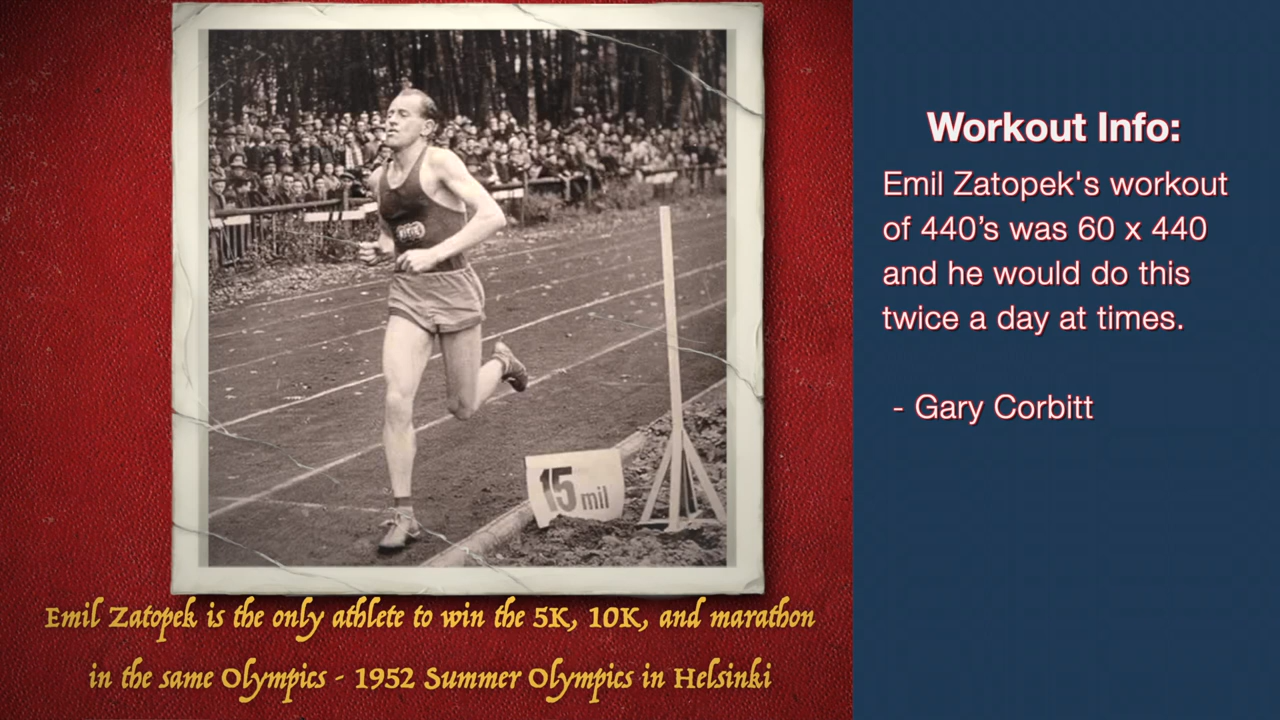 15 mil
Emil Zatopek is the only athlete to win the 5K, 10K, and marathon
in the same Olympics - 1952 Summer Olympics in Helsinki
Workout Info:
Emil Zatopek's workout
of 440’s was 60 x 440
and he would do this
twice a day at times.
- Gary Corbitt